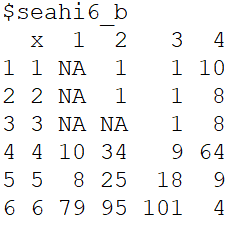 $seahi6_b
  x  1  2   3  4
1 1 NA  1   1 10
2 2 NA  1   1  8
3 3 NA NA   1  8
4 4 10 34   9 64
5 5  8 25  18  9
6 6 79 95 101  4